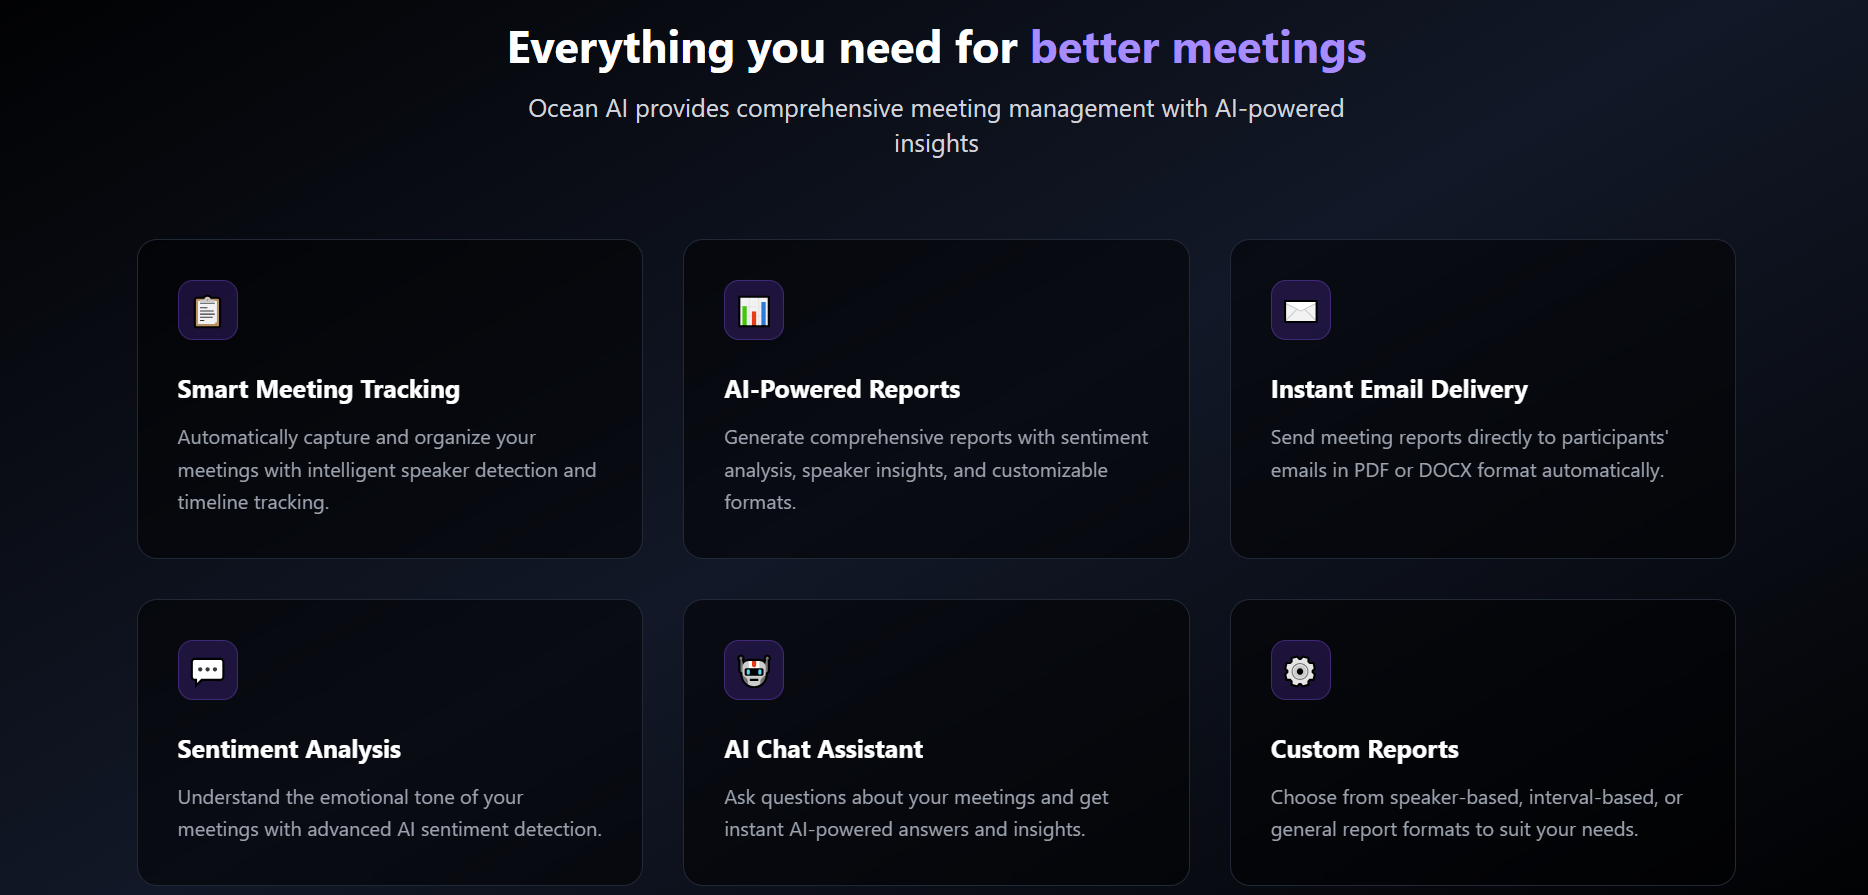 Everything you need for better meetings
Ocean AI provides comprehensive meeting management with AI-powered
insights
Smart Meeting Tracking
Automatically capture and organize your
meetings with intelligent speaker detection and
timeline tracking.
AI-Powered Reports
Generate comprehensive reports with sentiment
analysis, speaker insights, and customizable
formats.
Instant Email Delivery
Send meeting reports directly to participants'
emails in PDF or DOCX format automatically.
Sentiment Analysis
Understand the emotional tone of your
meetings with advanced AI sentiment detection.
AI Chat Assistant
Ask questions about your meetings and get
instant AI-powered answers and insights.
Custom Reports
Choose from speaker-based, interval-based, or
general report formats to suit your needs.